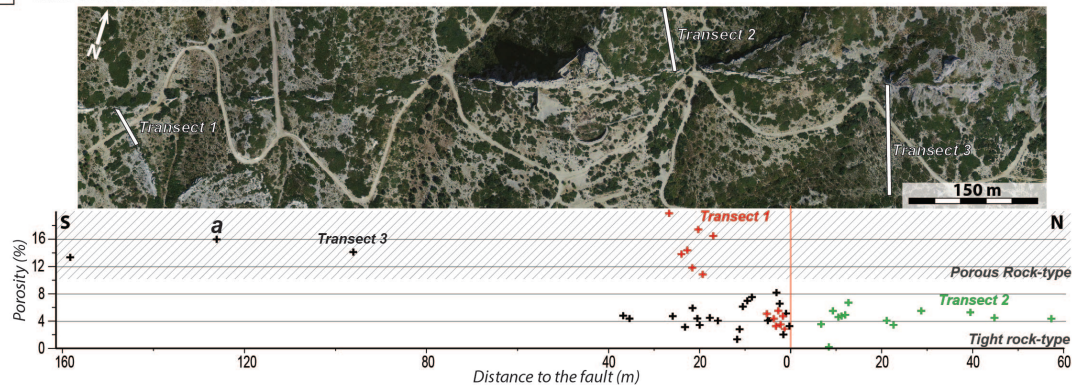 N
Transect 2
Transect 1
Transect 3
150 m
S
a
Transect 3
Transect 1
N
16
12
Porous Rock-type
8
Transect 2
4
Tight rock-type
0
Porosity (%)
160
80
40
20
0
20
40
60
Distance to the fault (m)